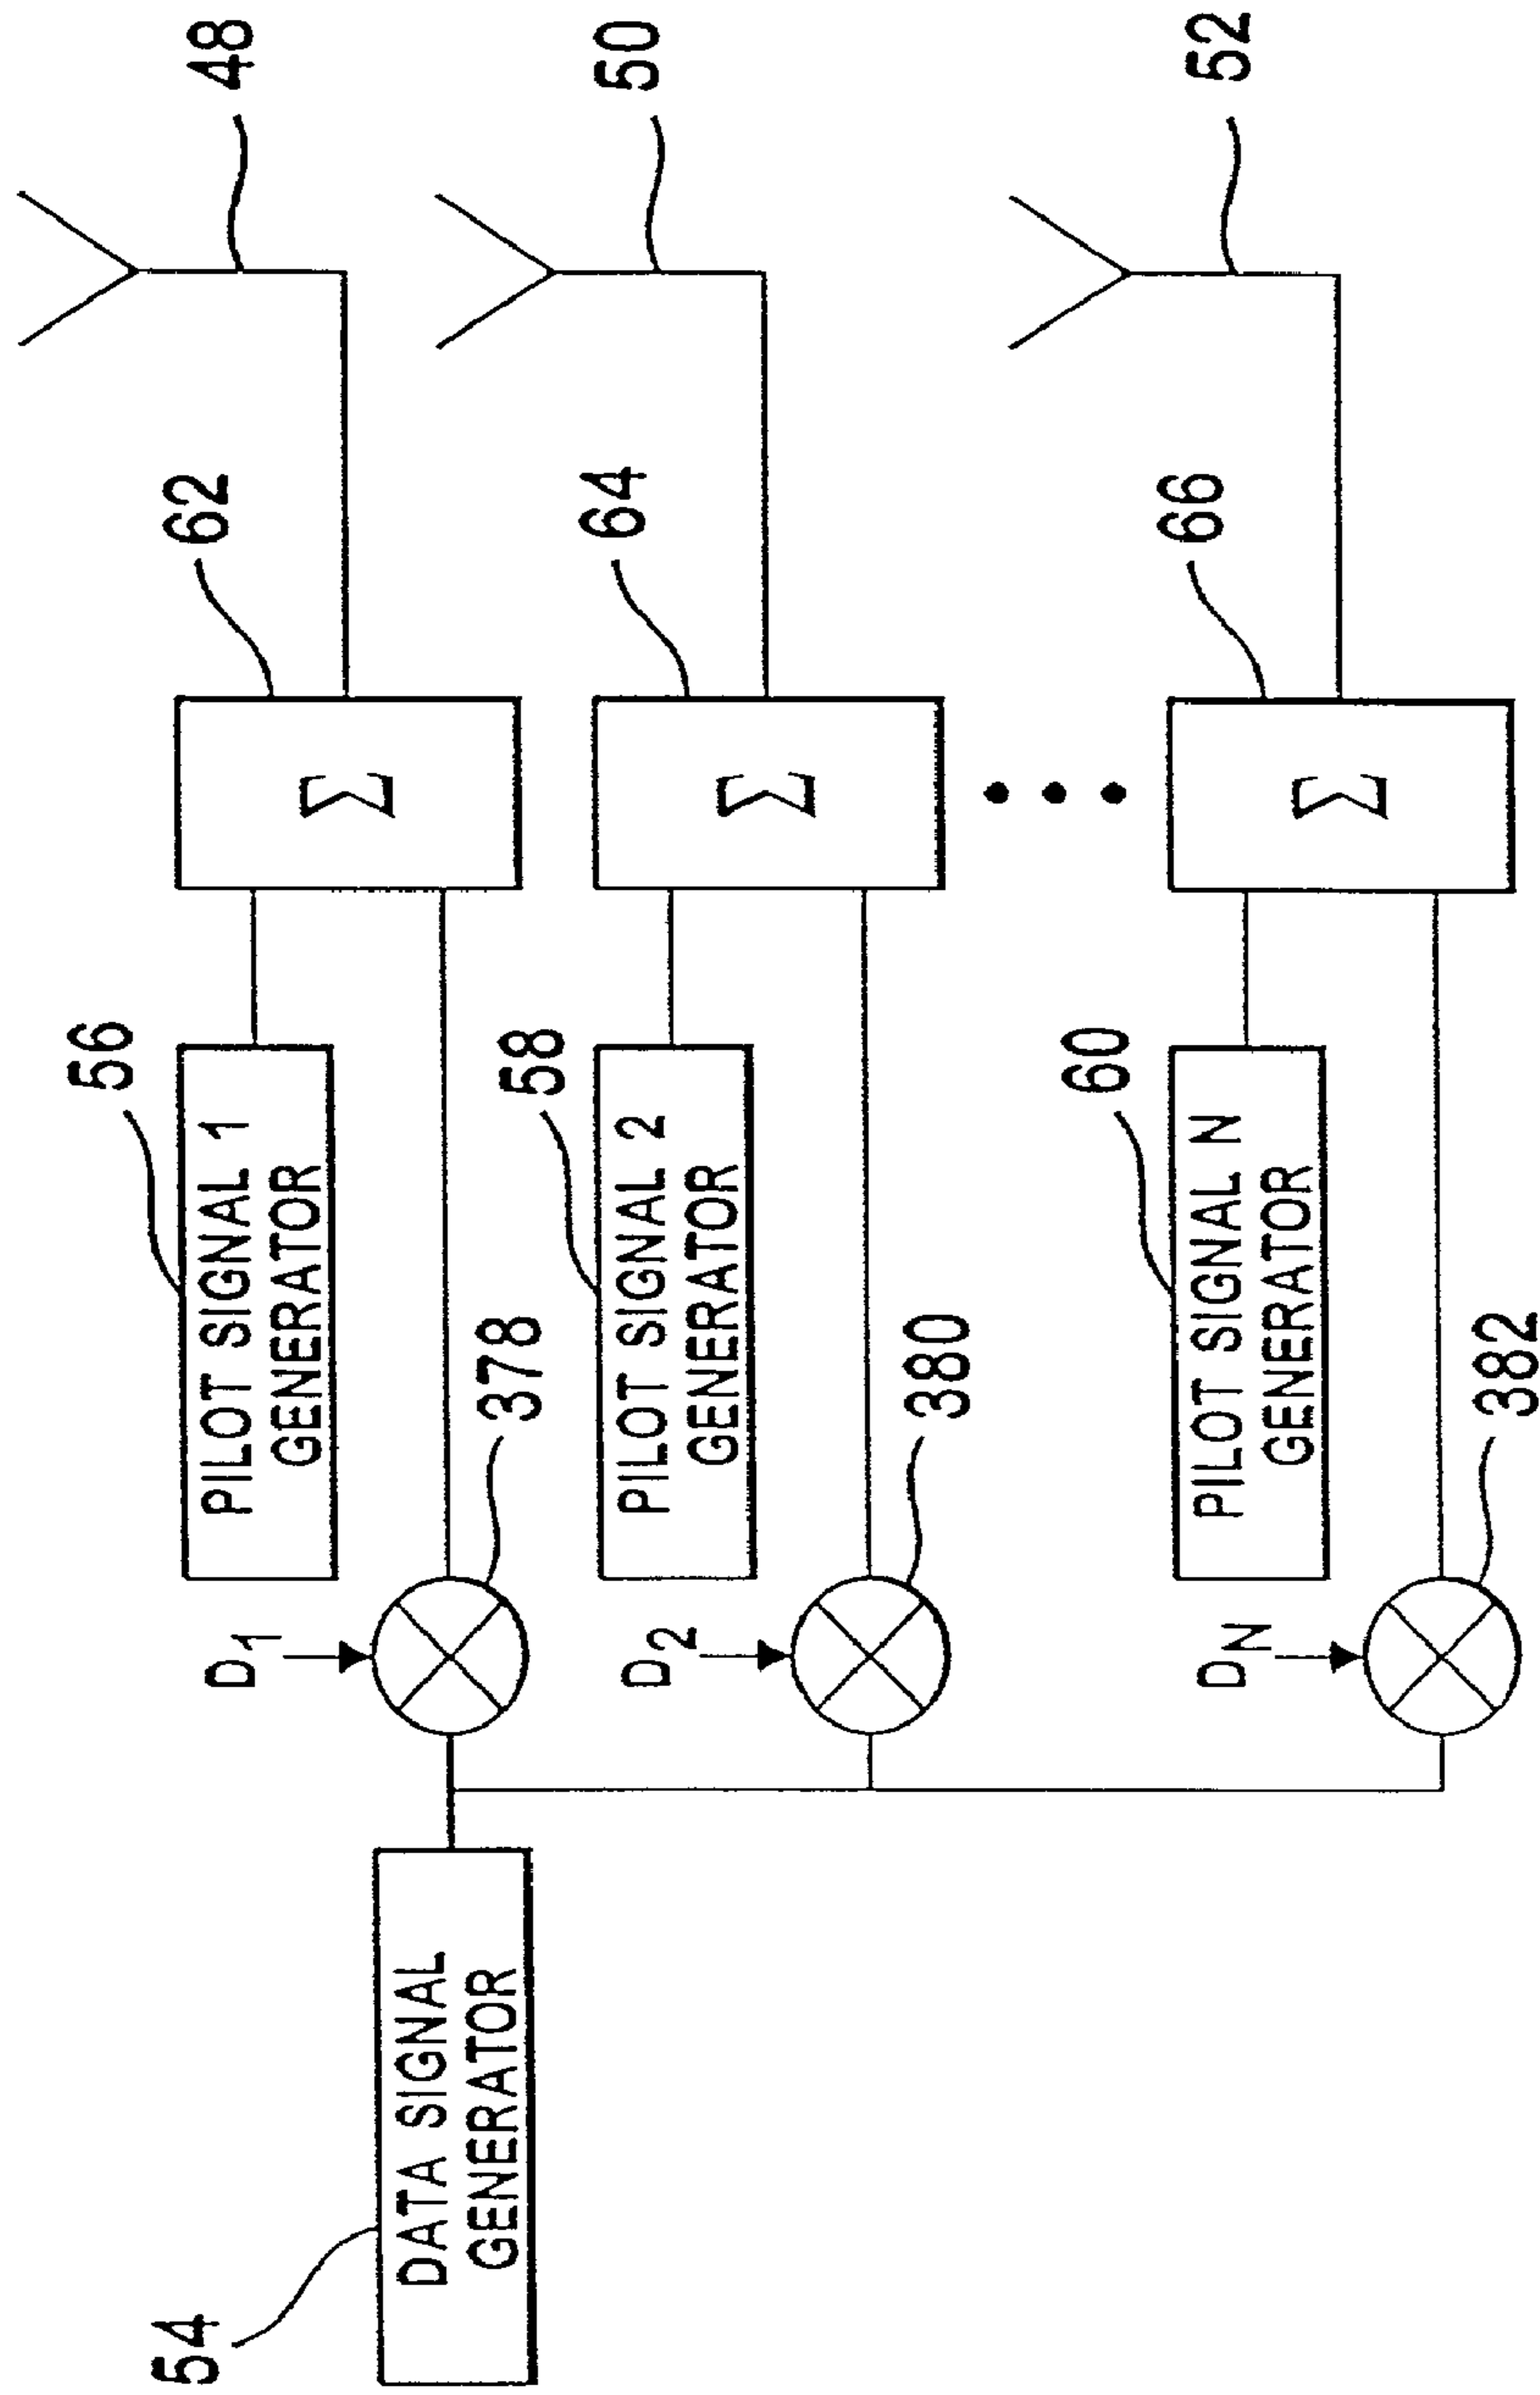 54
DATA SIGNAL
GENERATOR
D1
378
56
PILOT SIGNAL 1
GENERATOR
Σ
62
48
D2
380
58
PILOT SIGNAL 2
GENERATOR
Σ
64
50
DN
382
60
PILOT SIGNAL N
GENERATOR
Σ
66
52